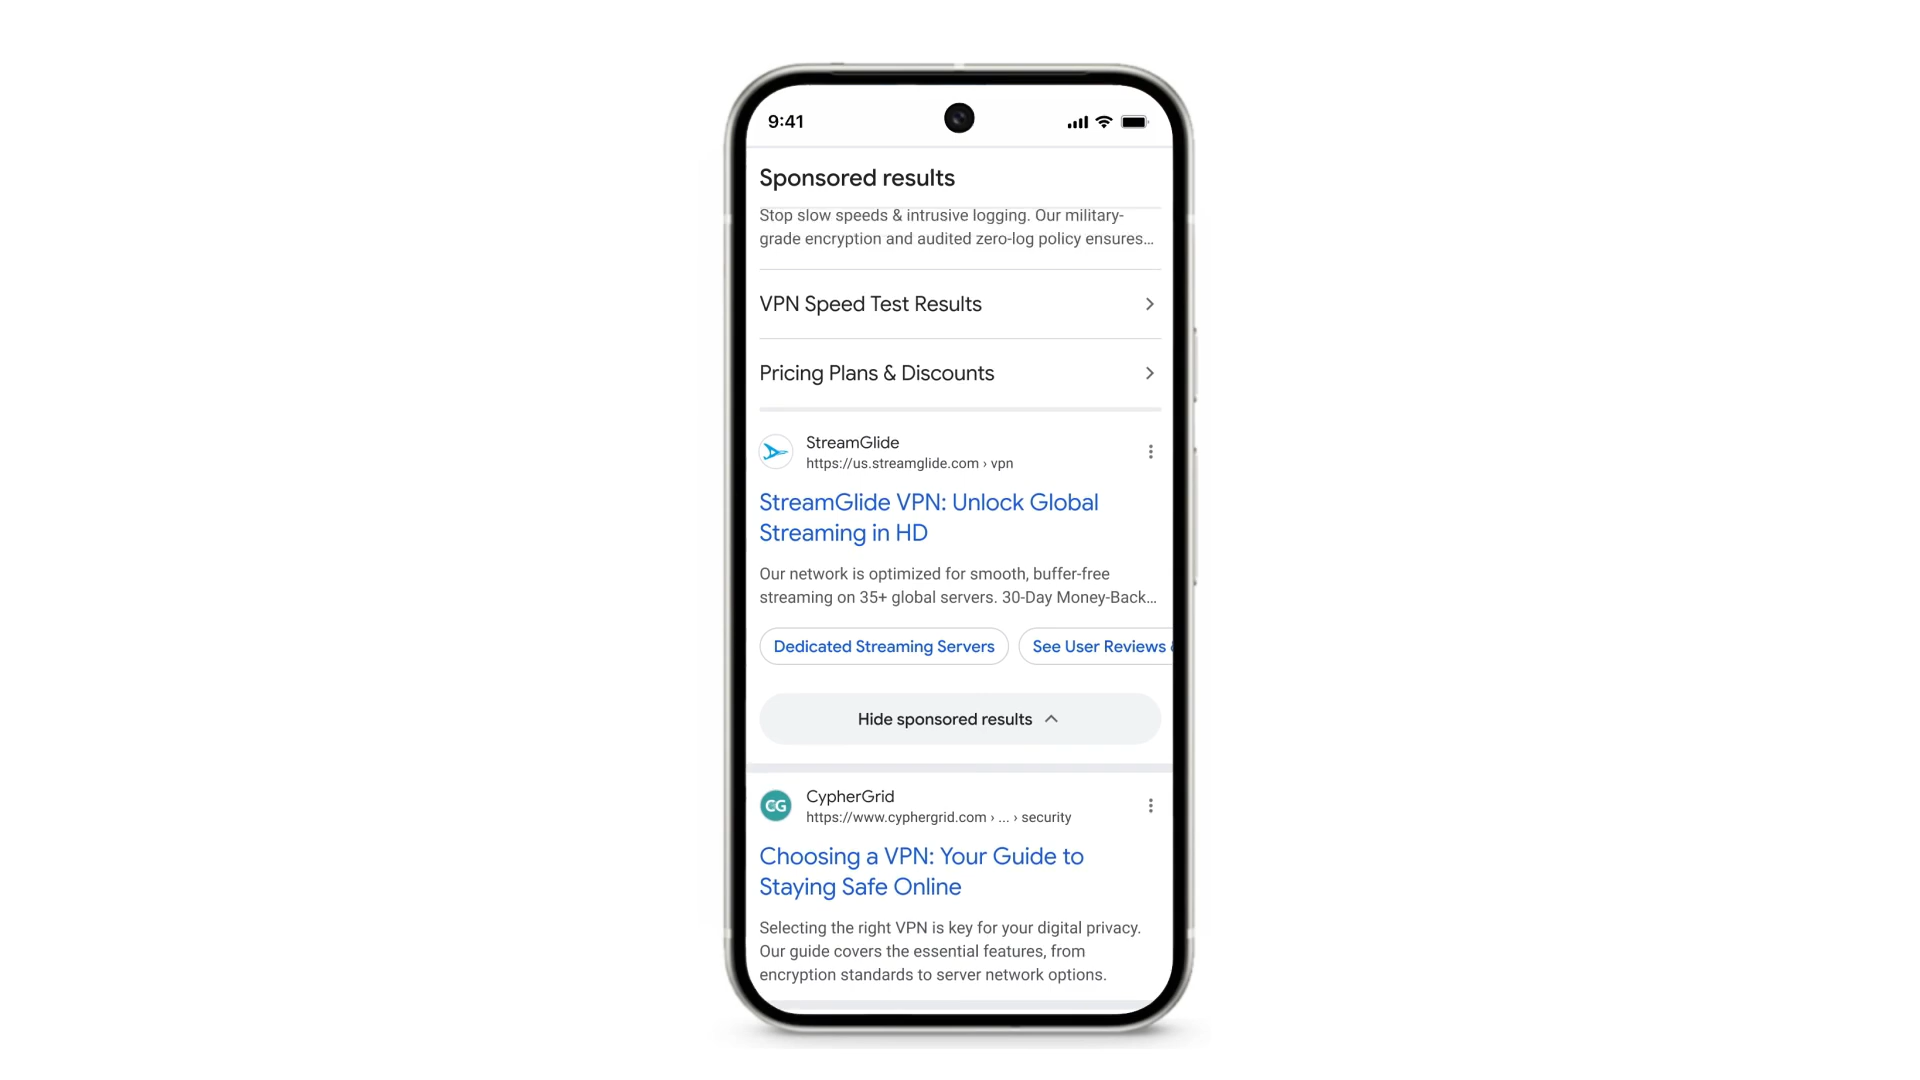 9:41
Sponsored results
Stop slow speeds & intrusive logging. Our military-
grade encryption and audited zero-log policy ensures...
VPN Speed Test Results
Pricing Plans & Discounts
StreamGlide
https://us.streamglide.com › vpn
StreamGlide VPN: Unlock Global
Streaming in HD
Our network is optimized for smooth, buffer-free
streaming on 35+ global servers. 30-Day Money-Back...
Dedicated Streaming Servers
See User Reviews
Hide sponsored results
CG
CypherGrid
https://www.cyphergrid.com › ... › security
Choosing a VPN: Your Guide to
Staying Safe Online
Selecting the right VPN is key for your digital privacy.
Our guide covers the essential features, from
encryption standards to server network options.